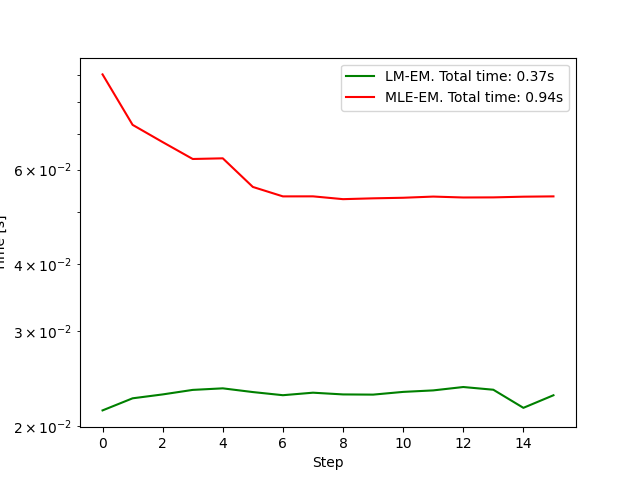 LM-EM. Total time: 0.37s
MLE-EM. Total time: 0.94s
6 × 10⁻²
4 × 10⁻²
3 × 10⁻²
2 × 10⁻²
[s]
0 2 4 6 8 10 12 14
Step